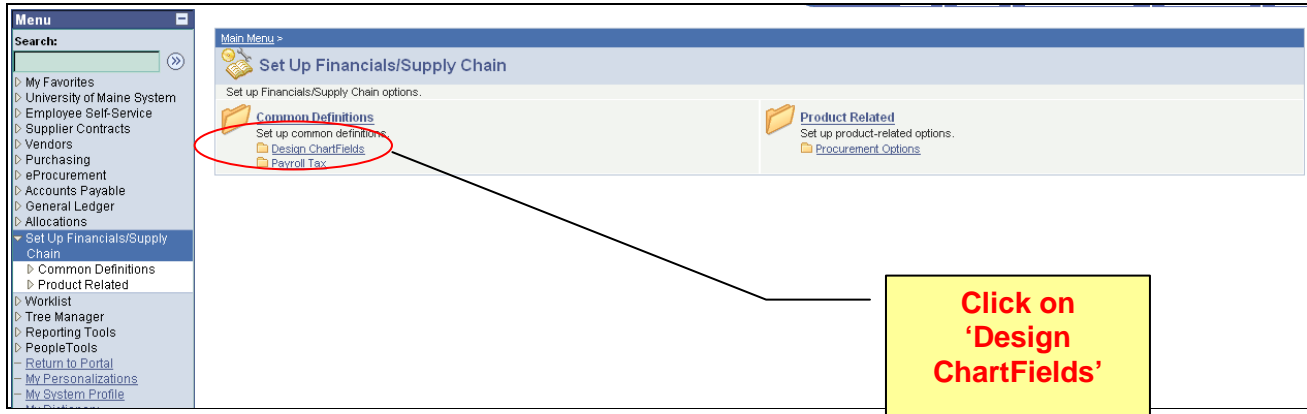 Menu
Search:
My Favorites
University of Maine System
Employee Self-Service
Supplier Contracts
Vendors
Purchasing
eProcurement
Accounts Payable
General Ledger
Allocations
Set Up Financials/Supply
Chain
Common Definitions
Product Related
Worklist
Tree Manager
Reporting Tools
PeopleTools
Return to Portal
My Personalizations
My System Profile
My Dictionary
Main Menu >
Set Up Financials/Supply Chain
Set up Financials/Supply Chain options.
Common Definitions
Set up common definitions.
Design ChartFields
Payroll Tax
Product Related
Set up product-related options.
Procurement Options
Click on
‘Design
ChartFields’